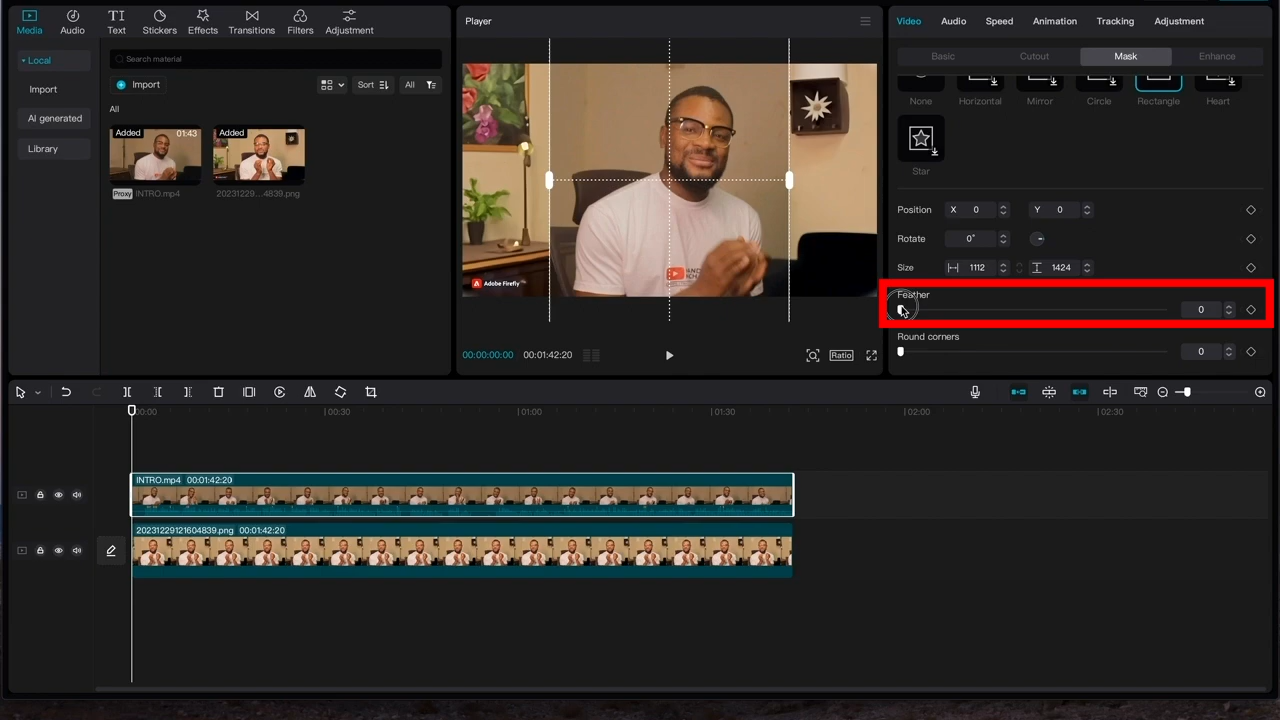 Media
Audio
Text
Stickers
Effects
Transitions
Filters
Adjustment
Local
Import
AI generated
Library
Search material
Import
Sort
All
All
Added
01:43
Added
Proxy
INTRO.mp4
20231229...4839.png
Player
Adobe Firefly
00:00:00:00
00:01:42:20
Ratio
Video
Audio
Speed
Animation
Tracking
Adjustment
Basic
Cutout
Mask
Enhance
None
Horizontal
Mirror
Circle
Rectangle
Heart
Star
Position
X
0
Y
0
Rotate
0°
Size
1112
1424
Feather
0
Round corners
0
00:00
00:30
01:00
01:30
02:00
02:30
INTRO.mp4 00:01:42:20
20231229121604839.png 00:01:42:20